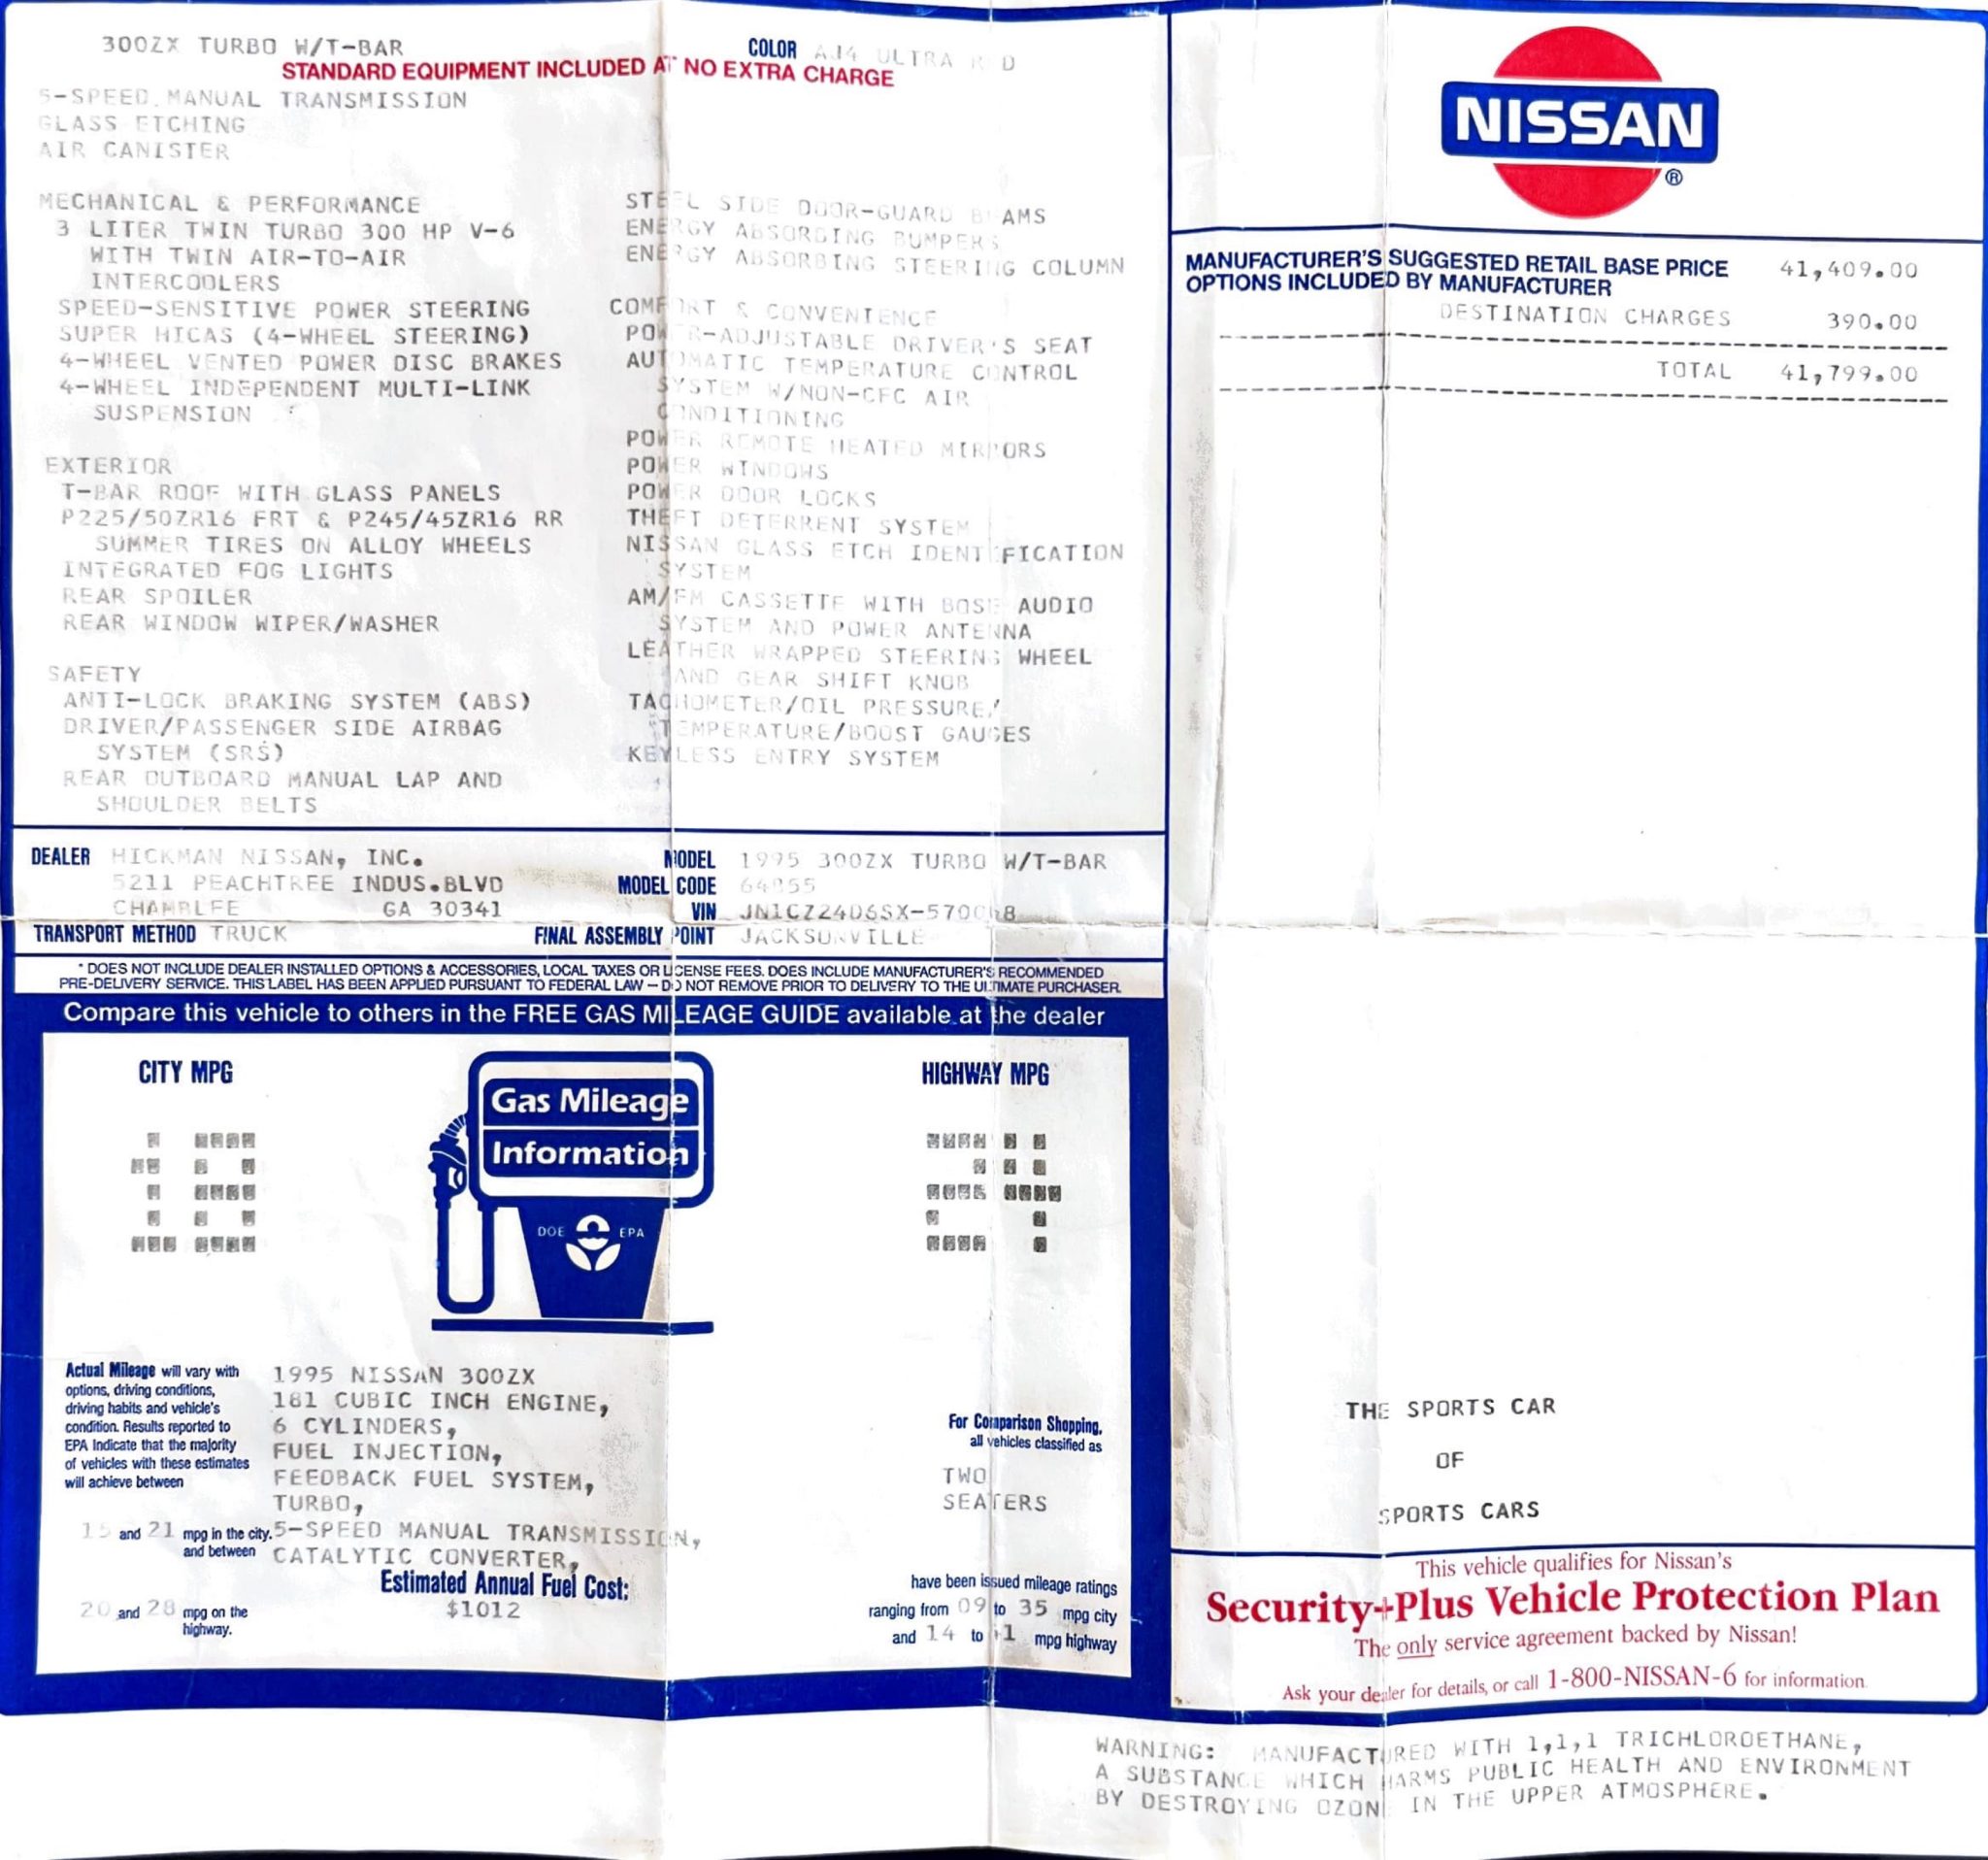 300ZX TURBO W/T-BAR
COLOR AJ4 ULTRA R D
STANDARD EQUIPMENT INCLUDED AT NO EXTRA CHARGE
5-SPEED MANUAL TRANSMISSION
GLASS ETCHING
AIR CANISTER
MECHANICAL & PERFORMANCE
3 LITER TWIN TURBO 300 HP V-6
WITH TWIN AIR-TO-AIR
INTERCOOLERS
SPEED-SENSITIVE POWER STEERING
SUPER HICAS (4-WHEEL STEERING)
4-WHEEL VENTED POWER DISC BRAKES
4-WHEEL INDEPENDENT MULTI-LINK
SUSPENSION
EXTERIOR
T-BAR ROOF WITH GLASS PANELS
P225/50ZR16 FRT & P245/45ZR16 RR
SUMMER TIRES ON ALLOY WHEELS
INTEGRATED FOG LIGHTS
REAR SPOILER
REAR WINDOW WIPER/WASHER
SAFETY
ANTI-LOCK BRAKING SYSTEM (ABS)
DRIVER/PASSENGER SIDE AIRBAG
SYSTEM (SRS)
REAR OUTBOARD MANUAL LAP AND
SHOULDER BELTS
STEEL SIDE DOOR-GUARD BEAMS
ENERGY ABSORBING BUMPERS
ENERGY ABSORBING STEERING COLUMN
COMFORT & CONVENIENCE
POWER-ADJUSTABLE DRIVER'S SEAT
AUTOMATIC TEMPERATURE CONTROL
SYSTEM W/NON-CFC AIR
CONDITIONING
POWER REMOTE HEATED MIRRORS
POWER WINDOWS
POWER DOOR LOCKS
THEFT DETERRENT SYSTEM
NISSAN GLASS ETCH IDENTIFICATION
SYSTEM
AM/FM CASSETTE WITH BOSE AUDIO
SYSTEM AND POWER ANTENNA
LEATHER WRAPPED STEERING WHEEL
AND GEAR SHIFT KNOB
TACHOMETER/OIL PRESSURE/
TEMPERATURE/BOOST GAUGES
KEYLESS ENTRY SYSTEM
DEALER HICKMAN NISSAN, INC.
5211 PEACHTREE INDUS.BLVD
CHAMBLEE GA 30341
TRANSPORT METHOD TRUCK
MODEL 1995 300ZX TURBO W/T-BAR
MODEL CODE
VIN
FINAL ASSEMBLY POINT JACKSONVILLE
* DOES NOT INCLUDE DEALER INSTALLED OPTIONS & ACCESSORIES, LOCAL TAXES OR LICENSE FEES. DOES INCLUDE MANUFACTURER'S RECOMMENDED
PRE-DELIVERY SERVICE. THIS LABEL HAS BEEN APPLIED PURSUANT TO FEDERAL LAW – DO NOT REMOVE PRIOR TO DELIVERY TO THE ULTIMATE PURCHASER.
Compare this vehicle to others in the FREE GAS MILEAGE GUIDE available at the dealer
CITY MPG
18
Gas Mileage
Information
DOE EPA
HIGHWAY MPG
24
Actual Mileage will vary with
options, driving conditions,
driving habits and vehicle's
condition. Results reported to
EPA Indicate that the majority
of vehicles with these estimates
will achieve between
15 and 21 mpg in the city.
and between
20 and 28 mpg on the
highway.
1995 NISSAN 300ZX
181 CUBIC INCH ENGINE,
6 CYLINDERS,
FUEL INJECTION,
FEEDBACK FUEL SYSTEM,
TURBO,
5-SPEED MANUAL TRANSMISSION,
CATALYTIC CONVERTER,
Estimated Annual Fuel Cost:
$1012
For Comparison Shopping,
all vehicles classified as
TWO
SEATERS
have been issued mileage ratings
ranging from 09 to 35 mpg city
and 14 to mpg highway
NISSAN
®
MANUFACTURER'S SUGGESTED RETAIL BASE PRICE 41,409.00
OPTIONS INCLUDED BY MANUFACTURER
DESTINATION CHARGES 390.00
TOTAL 41,799.00
THE SPORTS CAR
OF
SPORTS CARS
This vehicle qualifies for Nissan's
Security+Plus Vehicle Protection Plan
The only service agreement backed by Nissan!
Ask your dealer for details, or call 1-800-NISSAN-6 for information.
WARNING: MANUFACTURED WITH 1,1,1 TRICHLOROETHANE,
A SUBSTANCE WHICH HARMS PUBLIC HEALTH AND ENVIRONMENT
BY DESTROYING OZONE IN THE UPPER ATMOSPHERE.